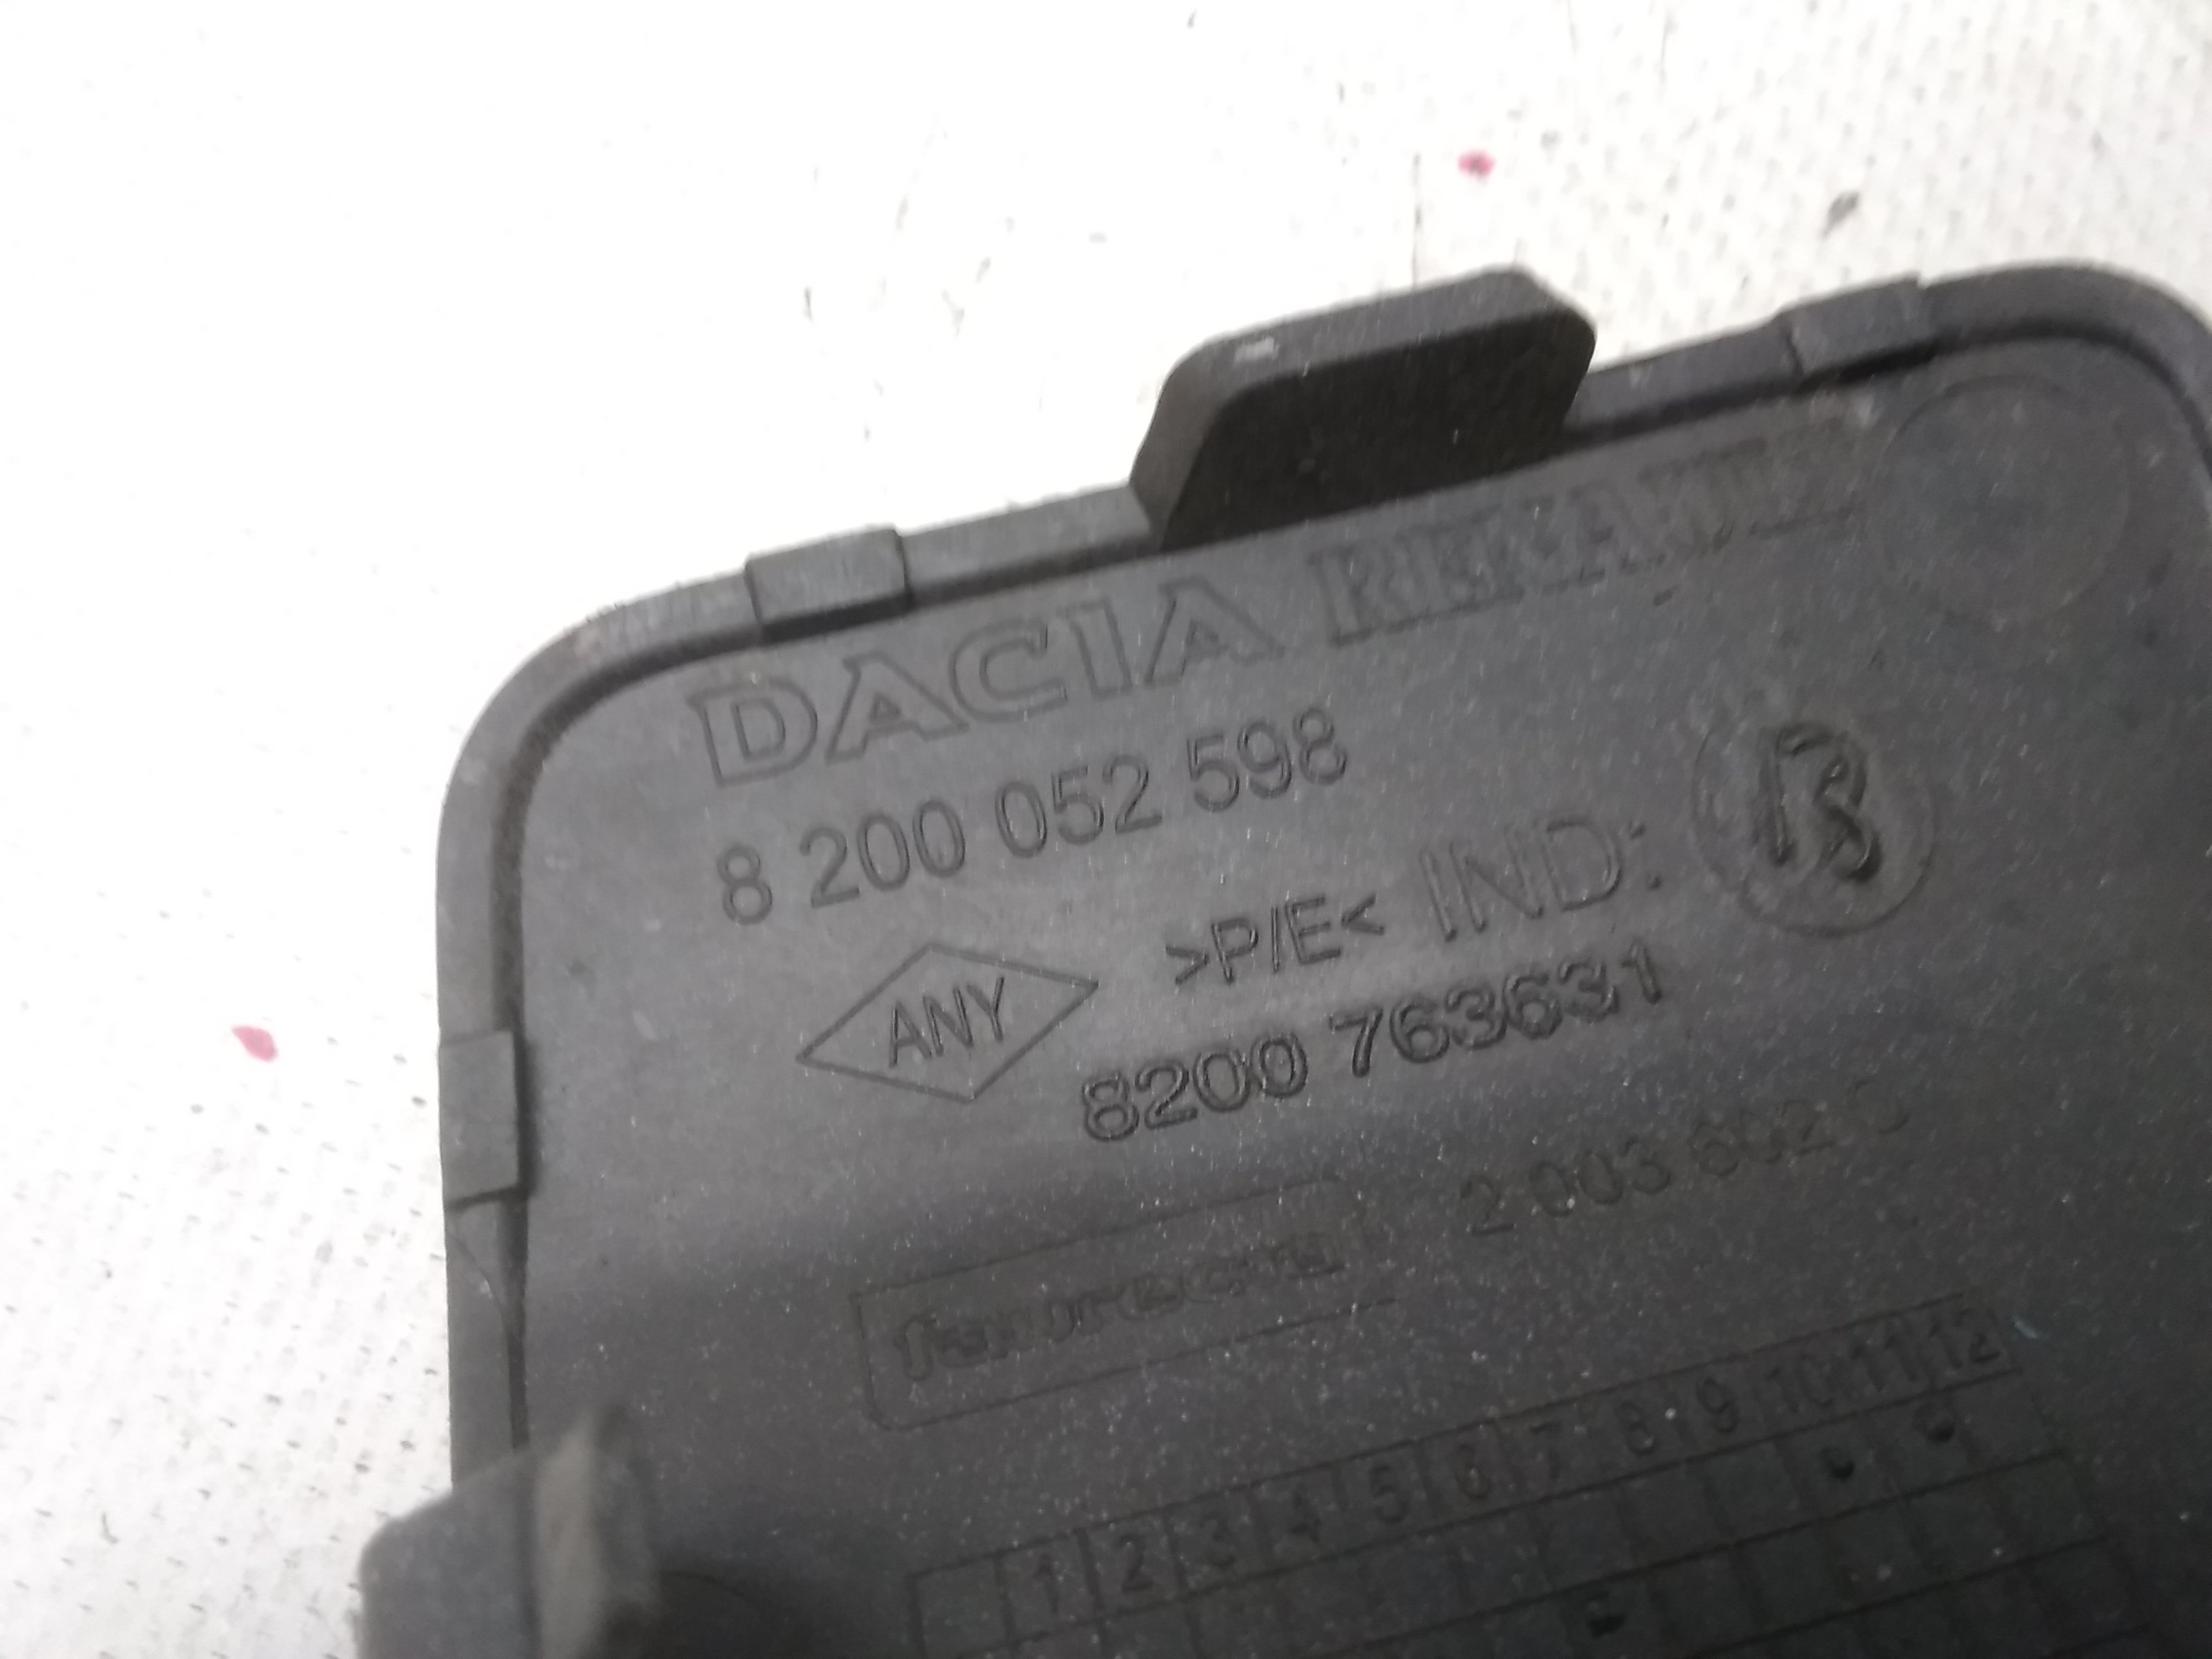 DACIA RENAULT
8 200 052 598
>P/E< IND: B
ANY
8200 763631
1 2 3 4 5 6 7 8 9 10 11 12